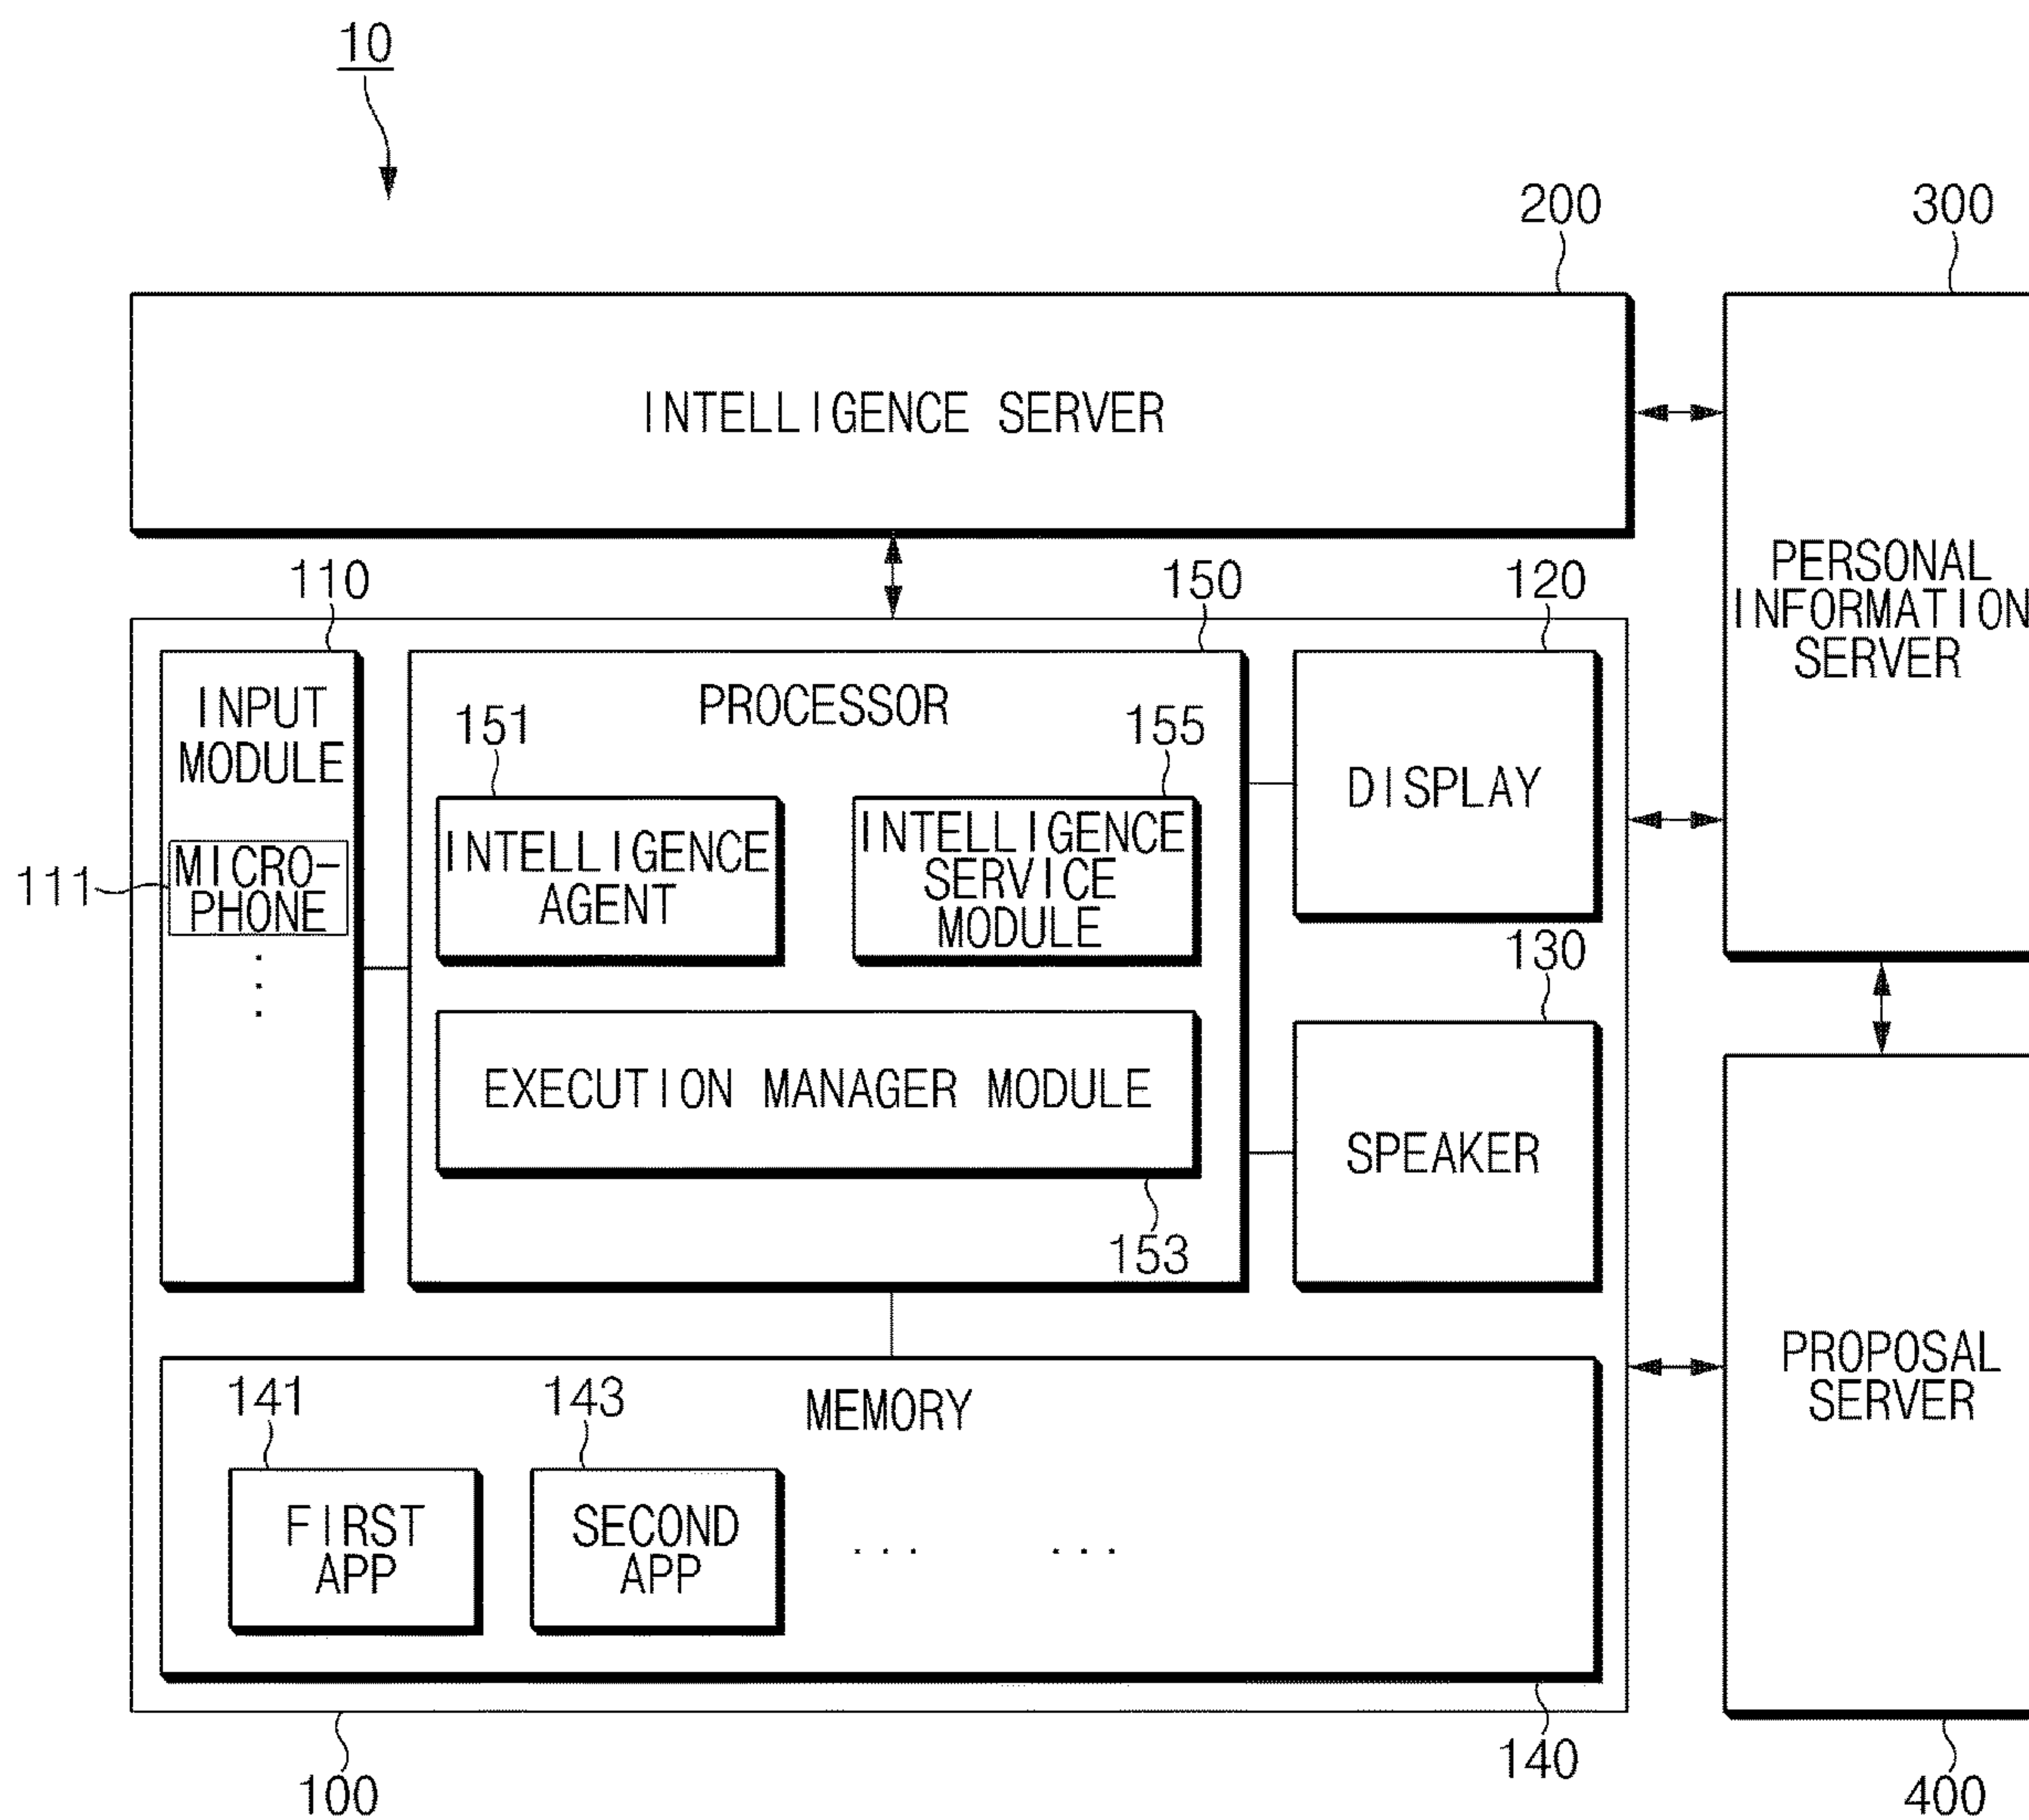 10
200
300
INTELLIGENCE SERVER
110
150
120
PERSONAL
INFORMATION
SERVER
INPUT
MODULE
PROCESSOR
151
155
DISPLAY
111
MICRO-
PHONE
INTELLIGENCE
AGENT
INTELLIGENCE
SERVICE
MODULE
130
EXECUTION MANAGER MODULE
SPEAKER
153
141
143
MEMORY
PROPOSAL
SERVER
FIRST
APP
SECOND
APP
... ...
100
140
400